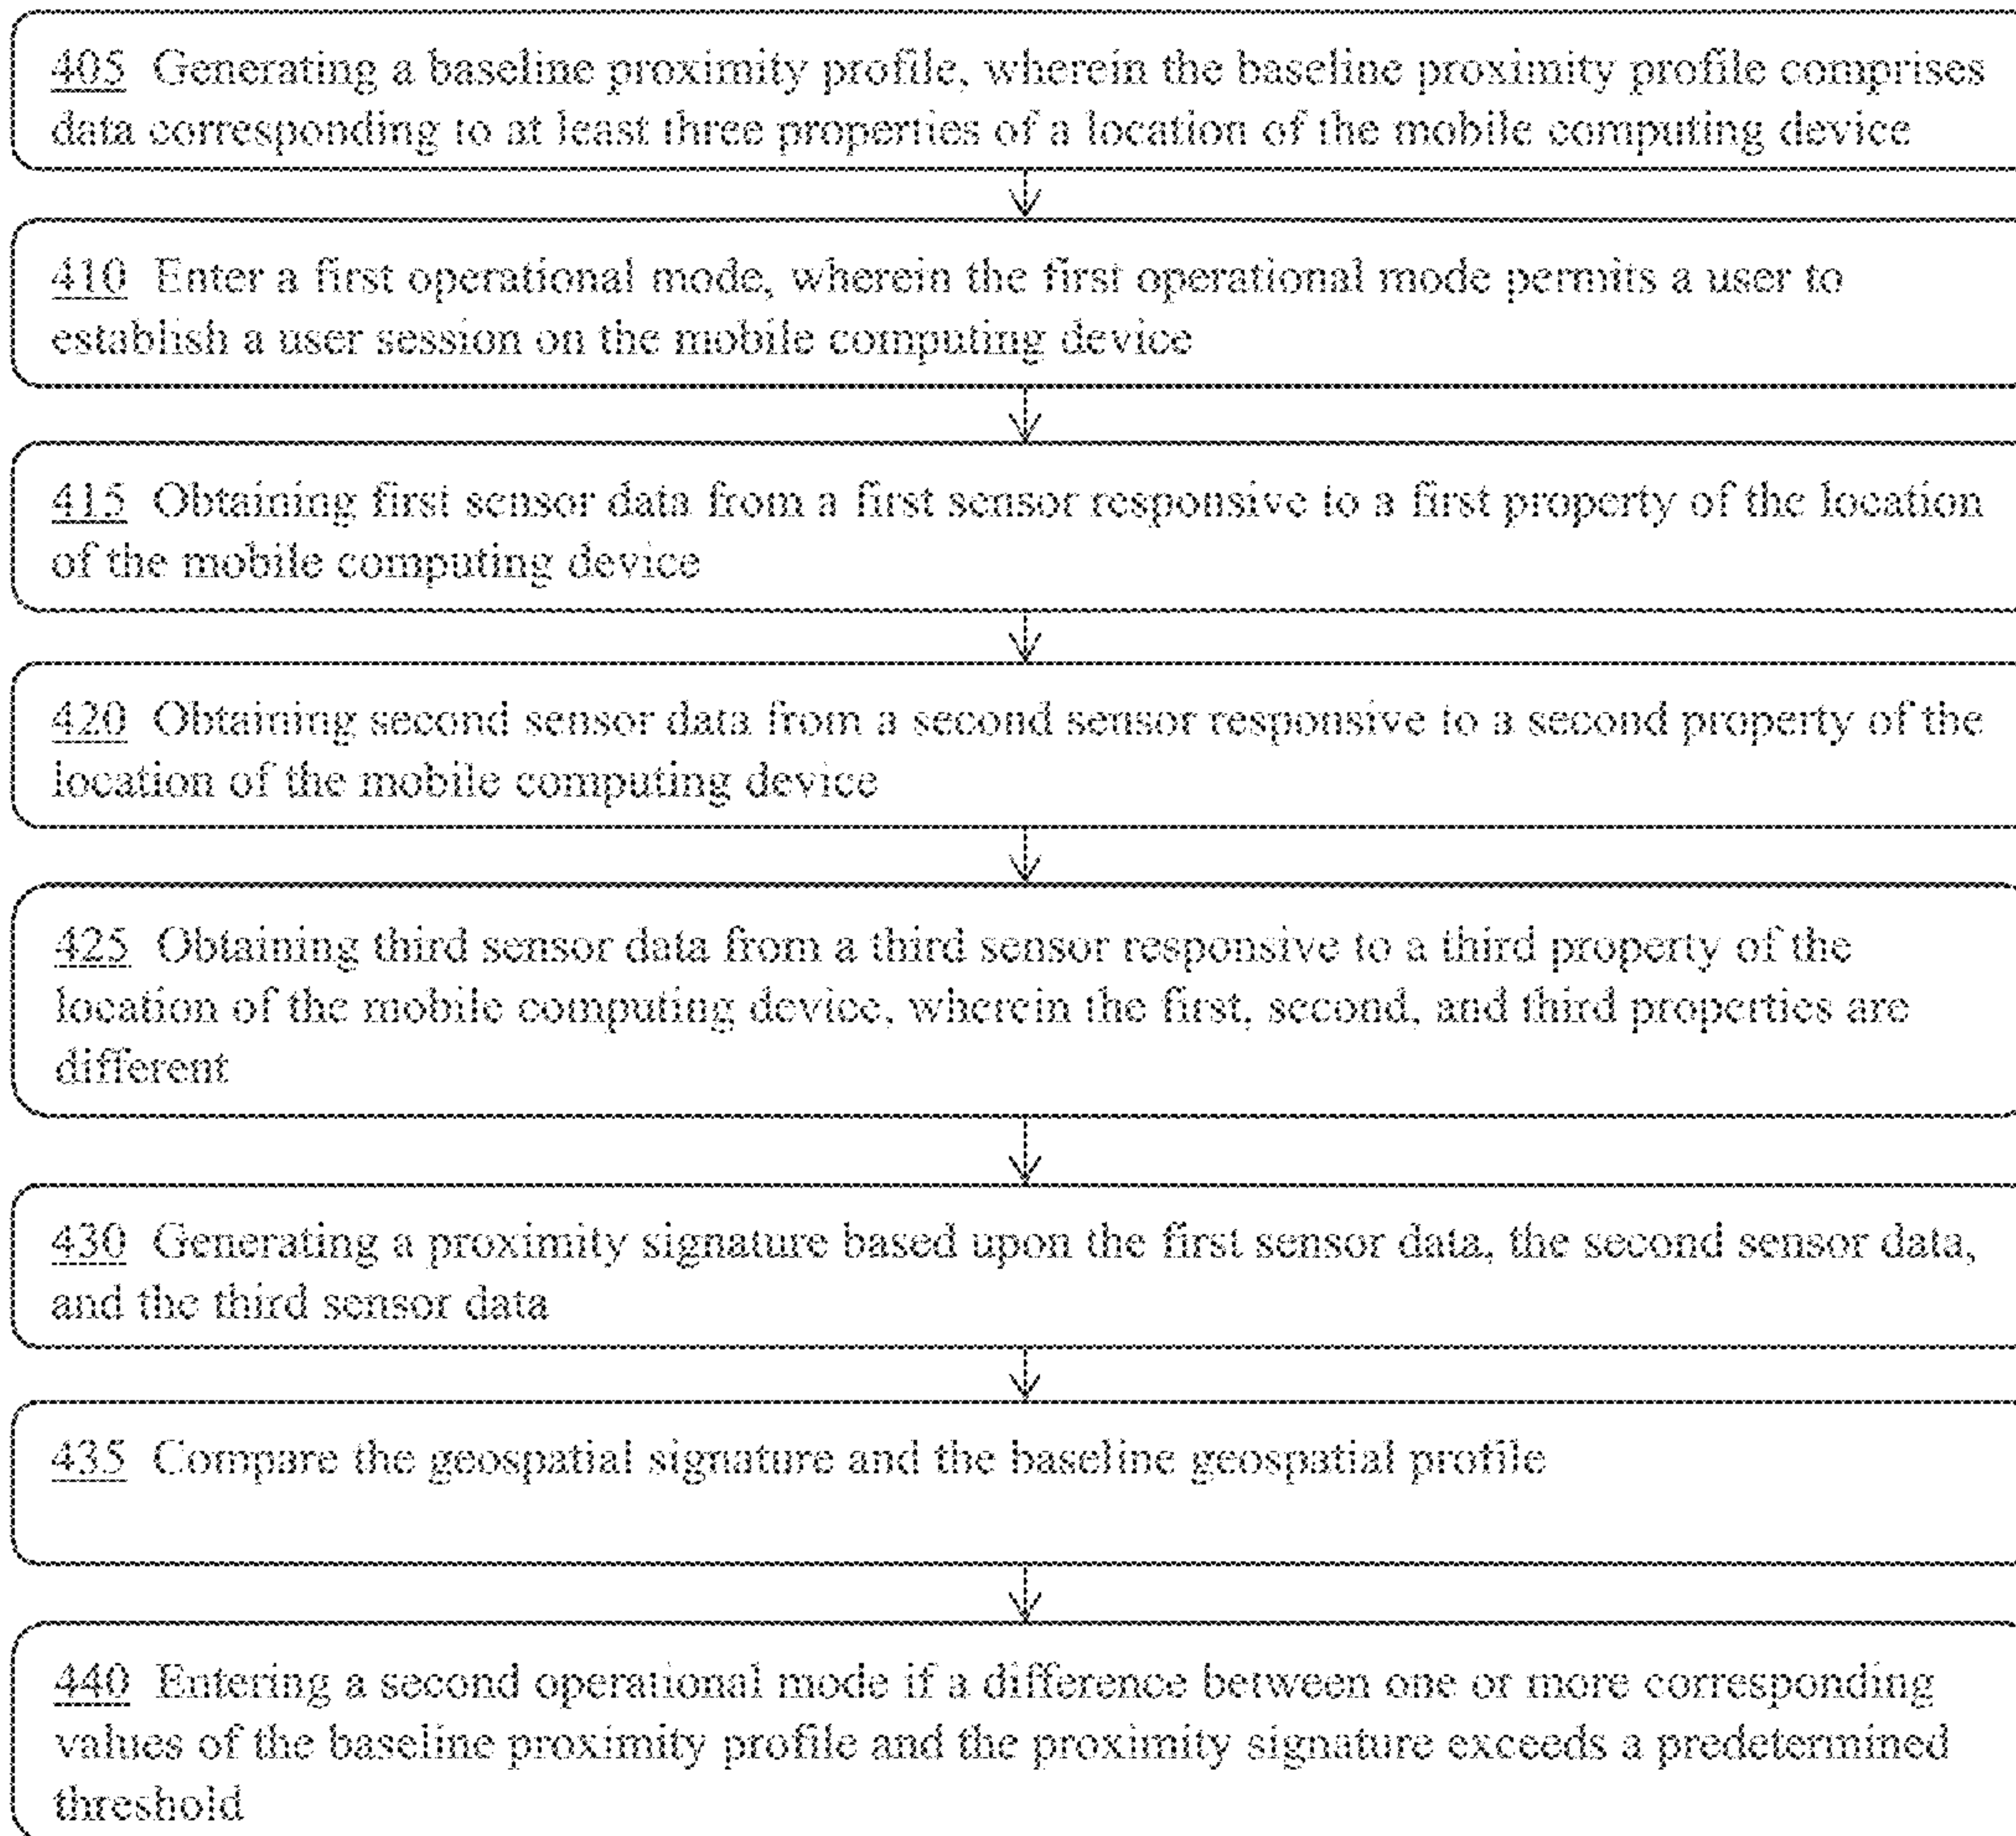 405 Generating a baseline proximity profile, wherein the baseline proximity profile comprises
data corresponding to at least three properties of a location of the mobile computing device
410 Enter a first operational mode, wherein the first operational mode permits a user to
establish a user session on the mobile computing device
415 Obtaining first sensor data from a first sensor responsive to a first property of the location
of the mobile computing device
420 Obtaining second sensor data from a second sensor responsive to a second property of the
location of the mobile computing device
425 Obtaining third sensor data from a third sensor responsive to a third property of the
location of the mobile computing device, wherein the first, second, and third properties are
different
430 Generating a proximity signature based upon the first sensor data, the second sensor data,
and the third sensor data
435 Compare the geospatial signature and the baseline geospatial profile
440 Entering a second operational mode if a difference between one or more corresponding
values of the baseline proximity profile and the proximity signature exceeds a predetermined
threshold